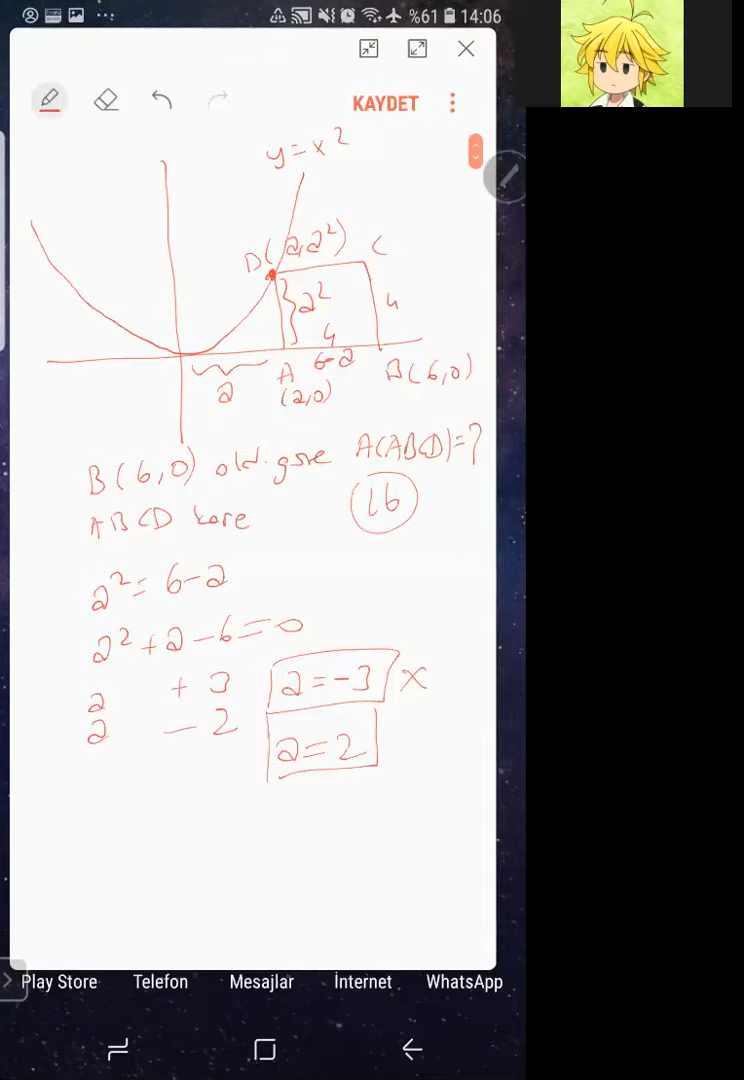 %61 14:06
KAYDET
y=x²
D(a,a²) C
a²
4
4
6-a
a
A
(a,0)
B(6,0)
B(6,0) old. göre A(ABCD)=?
ABCD kare
16
a²=6-a
a²+a-6=0
a +3
a -2
a=-3 X
a=2
Play Store Telefon Mesajlar İnternet WhatsApp